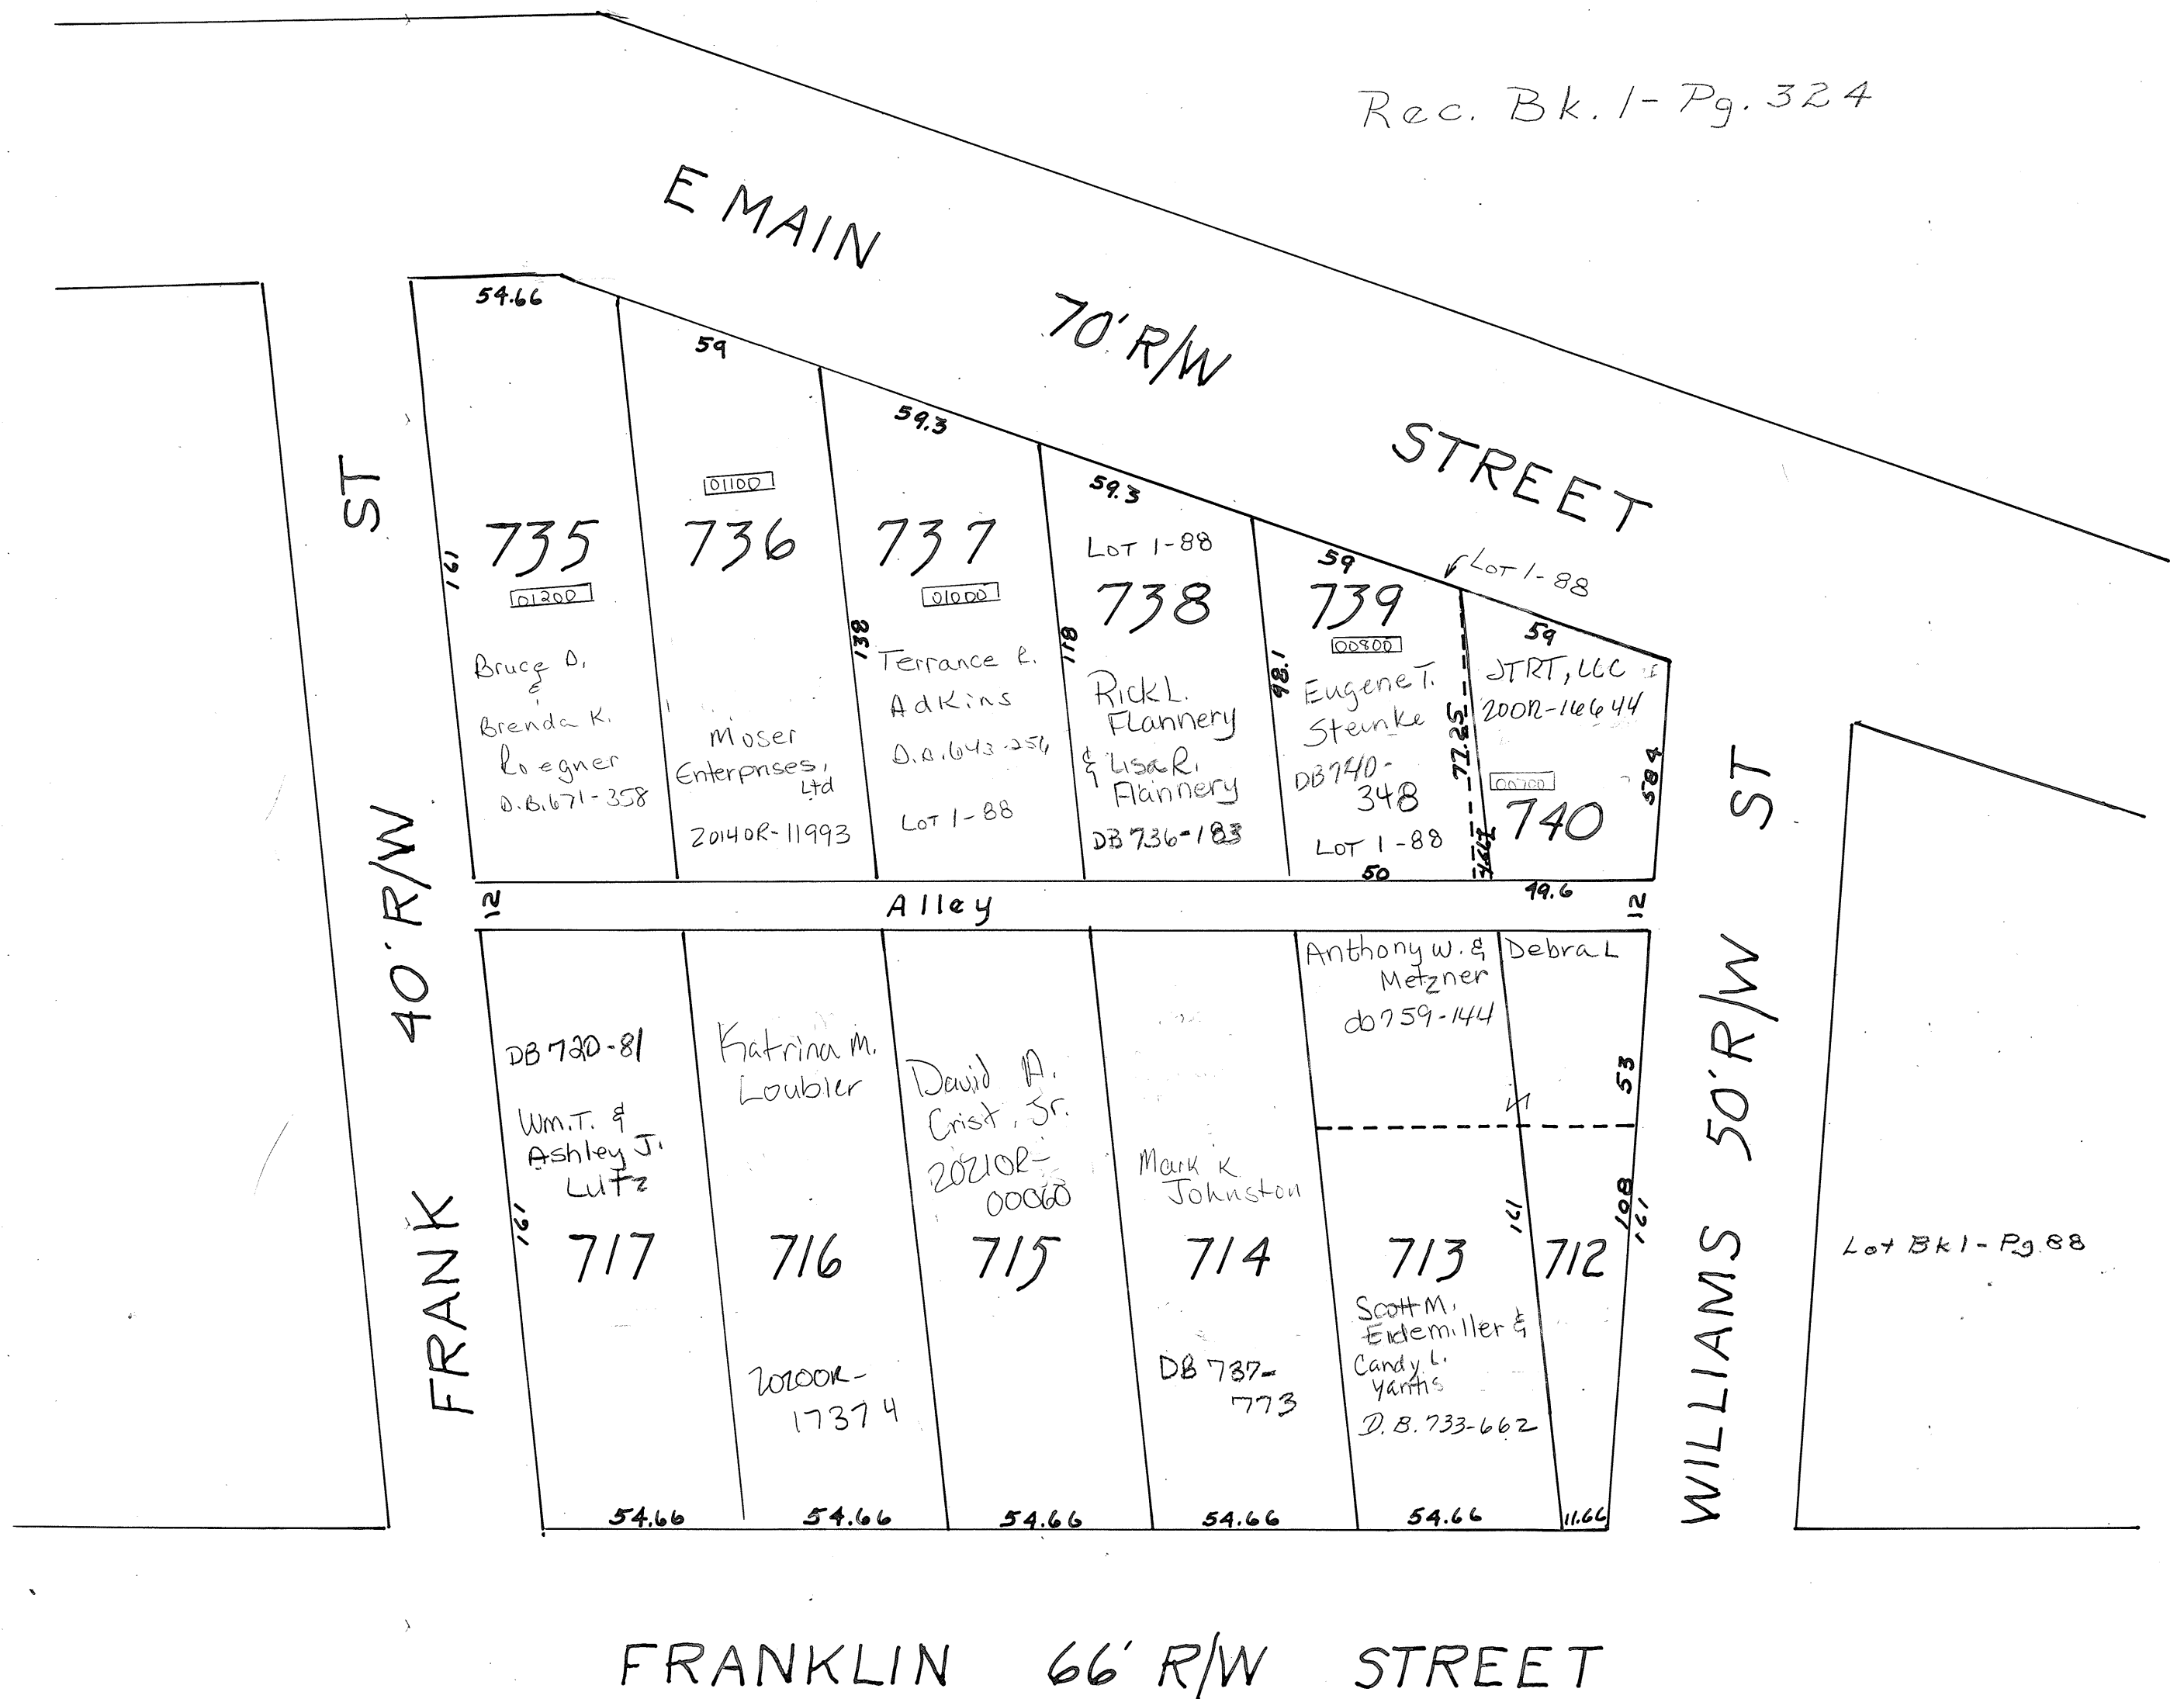 Rec. Bk. 1-Pg. 324
E MAIN
70' R/W
STREET
54.66
59
59.3
59.3
59
59
Lot 1-88
ST
40' R/W
FRANK
161
735
01200
Bruce D.
&
Brenda K.
Roegner
D.B. 671-358
01100
736
Moser
Enterprises,
Ltd
2014OR-11993
138
737
01000
Terrance R.
Adkins
643-256
Lot 1-88
118
Lot 1-88
738
Rick L.
Flannery
& Lisa R.
Flannery
DB 736-183
98.1
739
00800
Eugene T.
Steinke
DB 740-
348
Lot 1-88
50
77.25
JTRT, LLC
00700
740
58.4
49.6
12
Alley
12
DB 720-81
Wm. T. &
Ashley J.
Lutz
161
717
54.66
Katrina M.
Loubier
716
2020OR-
17374
54.66
David A.
Crist, Jr.
2021OR-
00060
715
54.66
Mark K
Johnston
714
DB 737-
773
54.66
Anthony W. & Debra L
Metzner
db 759-144
53
161
108
161
713
Scott M.
Eidemiller &
Candy L.
Yantis
D.B. 733-662
54.66
712
11.66
WILLIAMS 50' R/W ST
Lot Bk 1-Pg. 88
FRANKLIN 66' R/W STREET